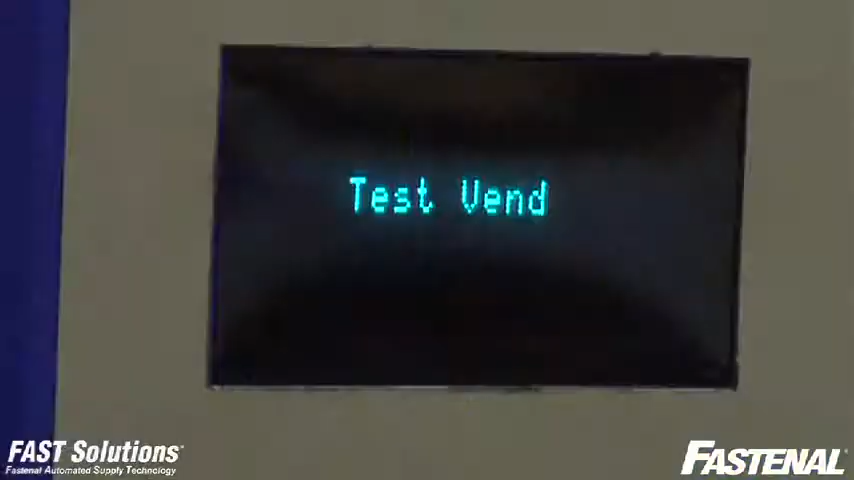 Test Vend
FAST Solutions
Fastenal Automated Supply Technology
FASTENAL